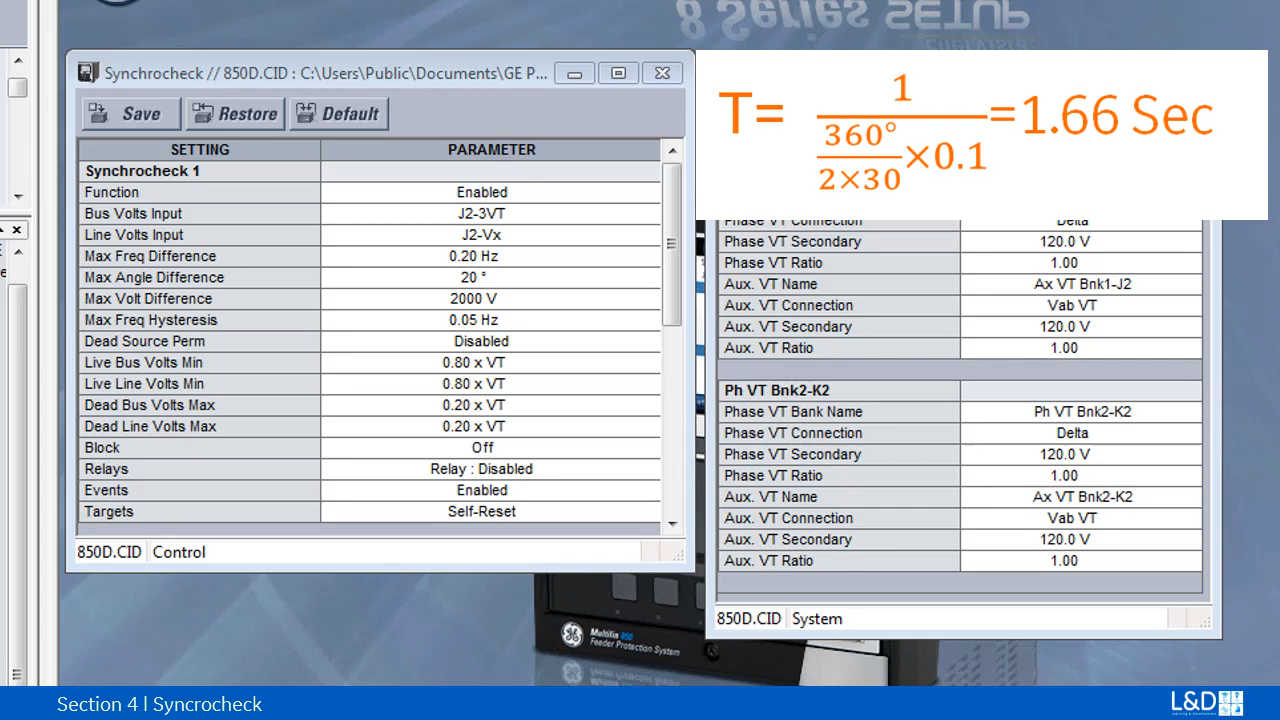 8 Series SETUP
Synchrocheck // 850D.CID : C:\Users\Public\Documents\GE P...
Save Restore Default
SETTING PARAMETER
Synchrocheck 1
Function Enabled
Bus Volts Input J2-3VT
Line Volts Input J2-Vx
Max Freq Difference 0.20 Hz
Max Angle Difference 20 °
Max Volt Difference 2000 V
Max Freq Hysteresis 0.05 Hz
Dead Source Perm Disabled
Live Bus Volts Min 0.80 x VT
Live Line Volts Min 0.80 x VT
Dead Bus Volts Max 0.20 x VT
Dead Line Volts Max 0.20 x VT
Block Off
Relays Relay : Disabled
Events Enabled
Targets Self-Reset
850D.CID Control
T= 1 / (360° / 2×30 ×0.1) =1.66 Sec
Phase VT Connection Delta
Phase VT Secondary 120.0 V
Phase VT Ratio 1.00
Aux. VT Name Ax VT Bnk1-J2
Aux. VT Connection Vab VT
Aux. VT Secondary 120.0 V
Aux. VT Ratio 1.00
Ph VT Bnk2-K2
Phase VT Bank Name Ph VT Bnk2-K2
Phase VT Connection Delta
Phase VT Secondary 120.0 V
Phase VT Ratio 1.00
Aux. VT Name Ax VT Bnk2-K2
Aux. VT Connection Vab VT
Aux. VT Secondary 120.0 V
Aux. VT Ratio 1.00
850D.CID System
Multilin 850
Feeder Protection System
Section 4 l Syncrocheck
L&D